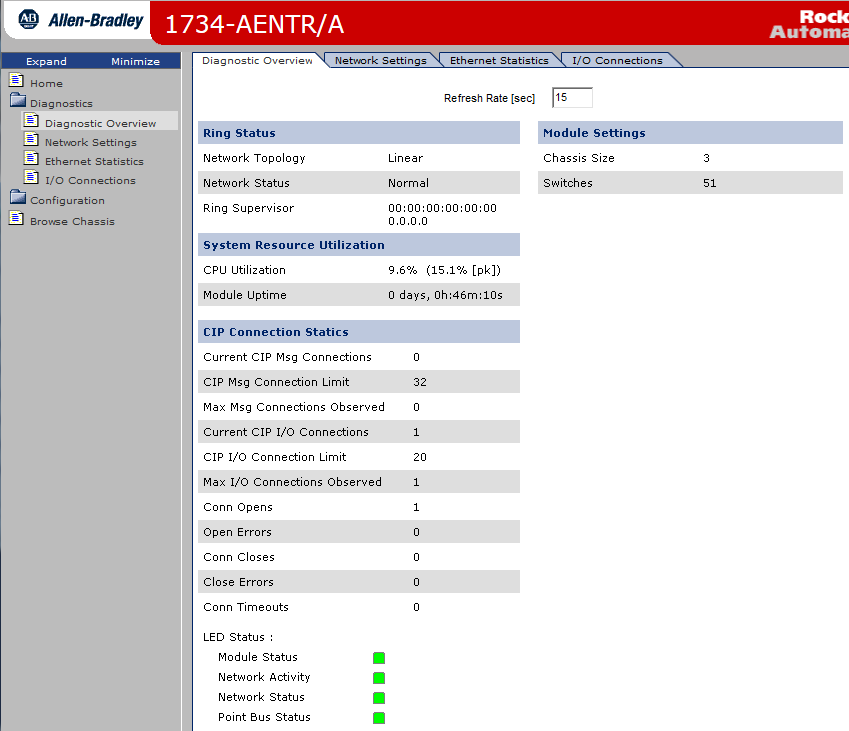 AB
Allen-Bradley
1734-AENTR/A
Rock
Automa
Expand Minimize
Home
Diagnostics
Diagnostic Overview
Network Settings
Ethernet Statistics
I/O Connections
Configuration
Browse Chassis
Diagnostic Overview Network Settings Ethernet Statistics I/O Connections
Refresh Rate [sec] 15
Ring Status
Network Topology Linear
Network Status Normal
Ring Supervisor 00:00:00:00:00:00
0.0.0.0
System Resource Utilization
CPU Utilization 9.6% (15.1% [pk])
Module Uptime 0 days, 0h:46m:10s
CIP Connection Statics
Current CIP Msg Connections 0
CIP Msg Connection Limit 32
Max Msg Connections Observed 0
Current CIP I/O Connections 1
CIP I/O Connection Limit 20
Max I/O Connections Observed 1
Conn Opens 1
Open Errors 0
Conn Closes 0
Close Errors 0
Conn Timeouts 0
LED Status :
Module Status
Network Activity
Network Status
Point Bus Status
Module Settings
Chassis Size 3
Switches 51